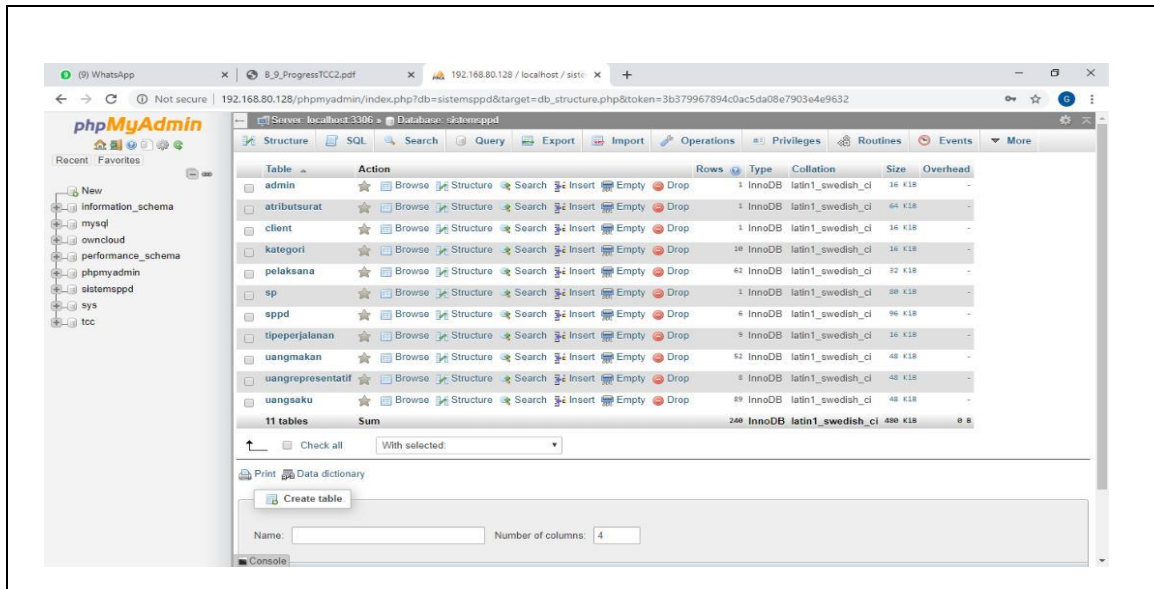 (9) WhatsApp
8_9_ProgressTCC2.pdf
192.168.80.128 / localhost / siste
Not secure 192.168.80.128/phpmyadmin/index.php?db=sistemsppd&target=db_structure.php&token=3b379967894c0ac5da08e7903e4e9632
G
phpMyAdmin
Recent Favorites
New
information_schema
mysql
owncloud
performance_schema
phpmyadmin
sistemsppd
sys
tcc
Server: localhost:3306 » Database: sistemsppd
Structure SQL Search Query Export Import Operations Privileges Routines Events More
Table Action Rows Type Collation Size Overhead
admin Browse Structure Search Insert Empty Drop 1 InnoDB latin1_swedish_ci 16 KiB -
atributsurat Browse Structure Search Insert Empty Drop 1 InnoDB latin1_swedish_ci 64 KiB -
client Browse Structure Search Insert Empty Drop 1 InnoDB latin1_swedish_ci 16 KiB -
kategori Browse Structure Search Insert Empty Drop 10 InnoDB latin1_swedish_ci 16 KiB -
pelaksana Browse Structure Search Insert Empty Drop 62 InnoDB latin1_swedish_ci 32 KiB -
sp Browse Structure Search Insert Empty Drop 1 InnoDB latin1_swedish_ci 80 KiB -
sppd Browse Structure Search Insert Empty Drop 6 InnoDB latin1_swedish_ci 96 KiB -
tipeperjalanan Browse Structure Search Insert Empty Drop 9 InnoDB latin1_swedish_ci 16 KiB -
uangmakan Browse Structure Search Insert Empty Drop 52 InnoDB latin1_swedish_ci 48 KiB -
uangrepresentatif Browse Structure Search Insert Empty Drop 8 InnoDB latin1_swedish_ci 48 KiB -
uangsaku Browse Structure Search Insert Empty Drop 89 InnoDB latin1_swedish_ci 48 KiB -
11 tables Sum 240 InnoDB latin1_swedish_ci 480 KiB 0 B
Check all With selected:
Print Data dictionary
Create table
Name: Number of columns: 4
Console